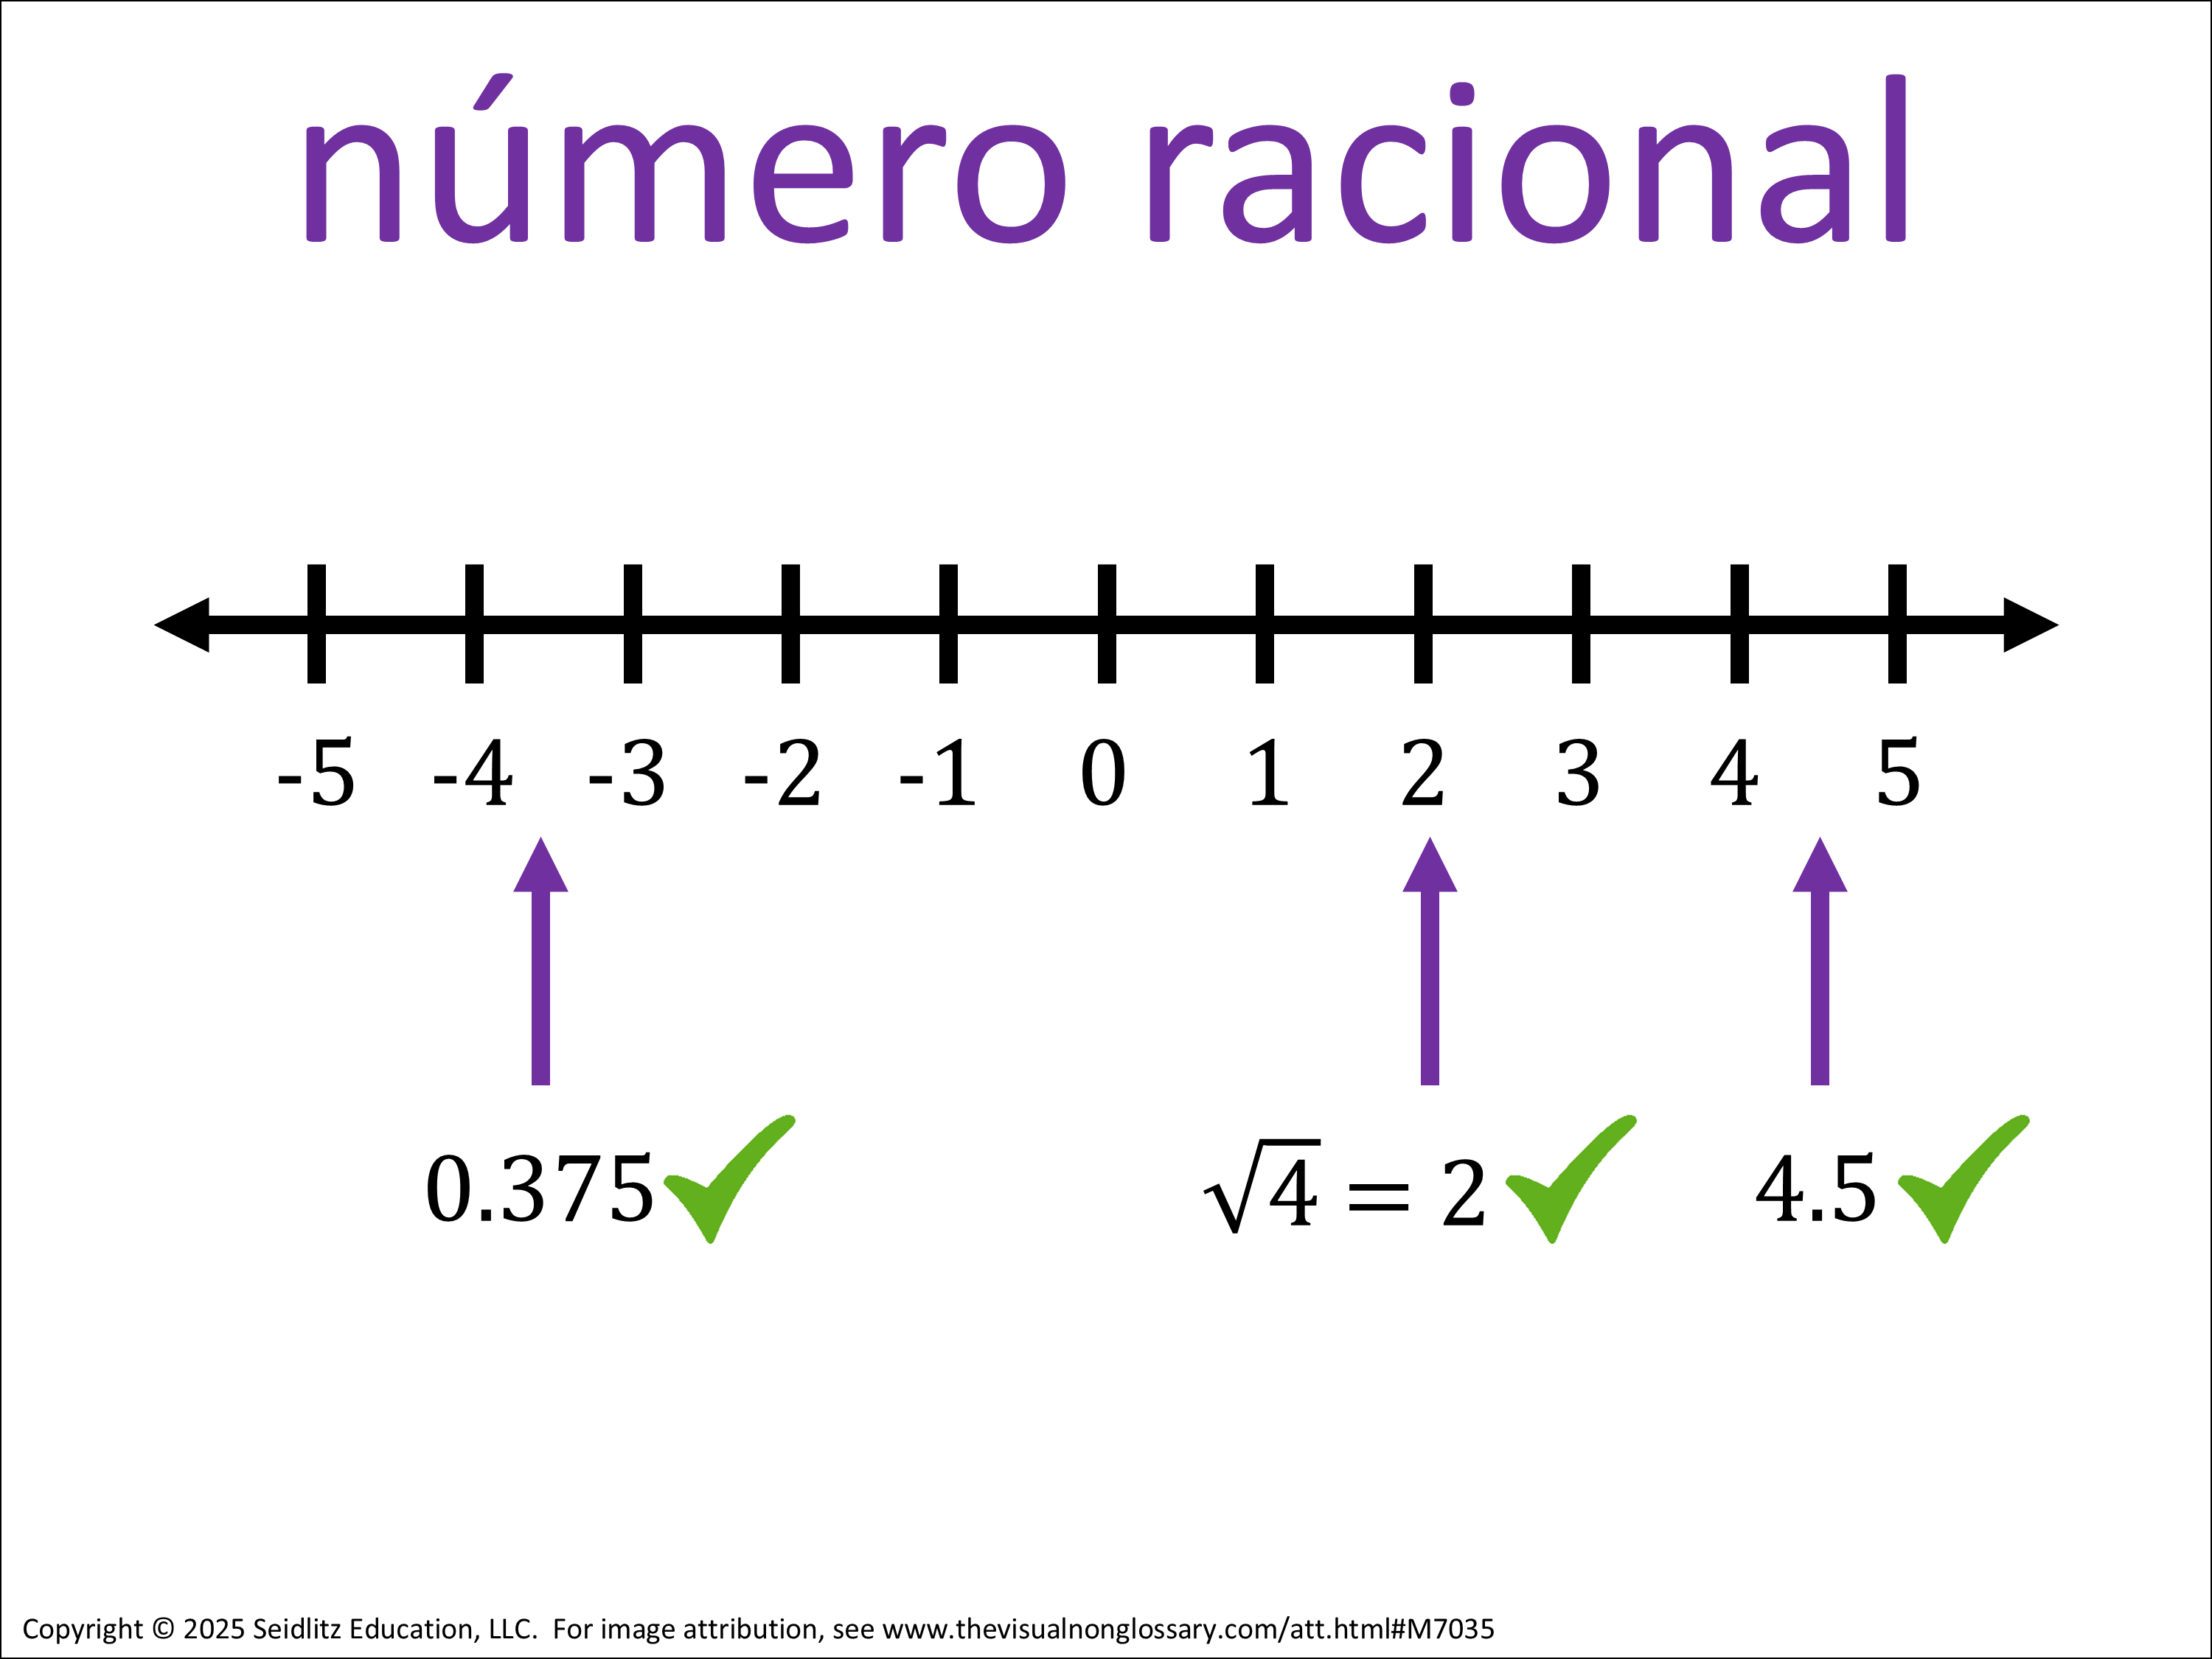 número racional
-5 -4 -3 -2 -1 0 1 2 3 4 5
0.375 √4 = 2 4.5
Copyright © 2025 Seidlitz Education, LLC. For image attribution, see www.thevisualnonglossary.com/att.html#M7035